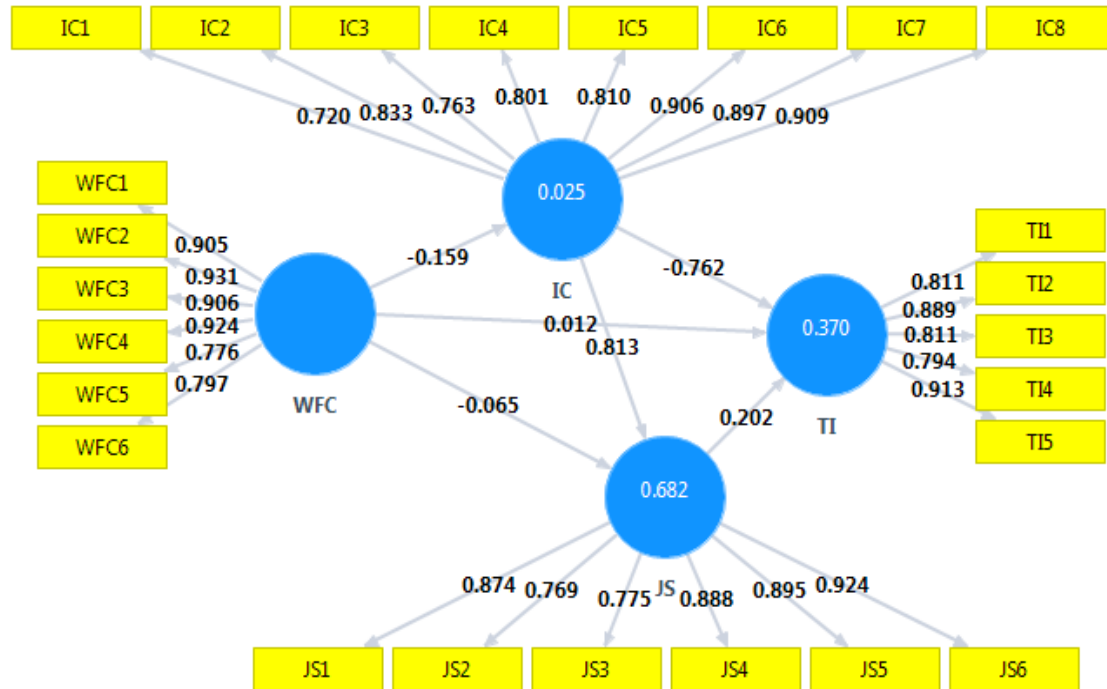 IC1 IC2 IC3 IC4 IC5 IC6 IC7 IC8
0.720 0.833 0.763 0.801 0.810 0.906 0.897 0.909
WFC1
WFC2
WFC3
WFC4
WFC5
WFC6
0.905
0.931
0.906
0.924
0.776
0.797
WFC
0.025
IC
-0.159
-0.762
0.012
0.813
-0.065
0.202
0.370
TI
0.811
0.889
0.811
0.794
0.913
TI1
TI2
TI3
TI4
TI5
0.682
JS
0.874 0.769 0.775 0.888 0.895 0.924
JS1 JS2 JS3 JS4 JS5 JS6